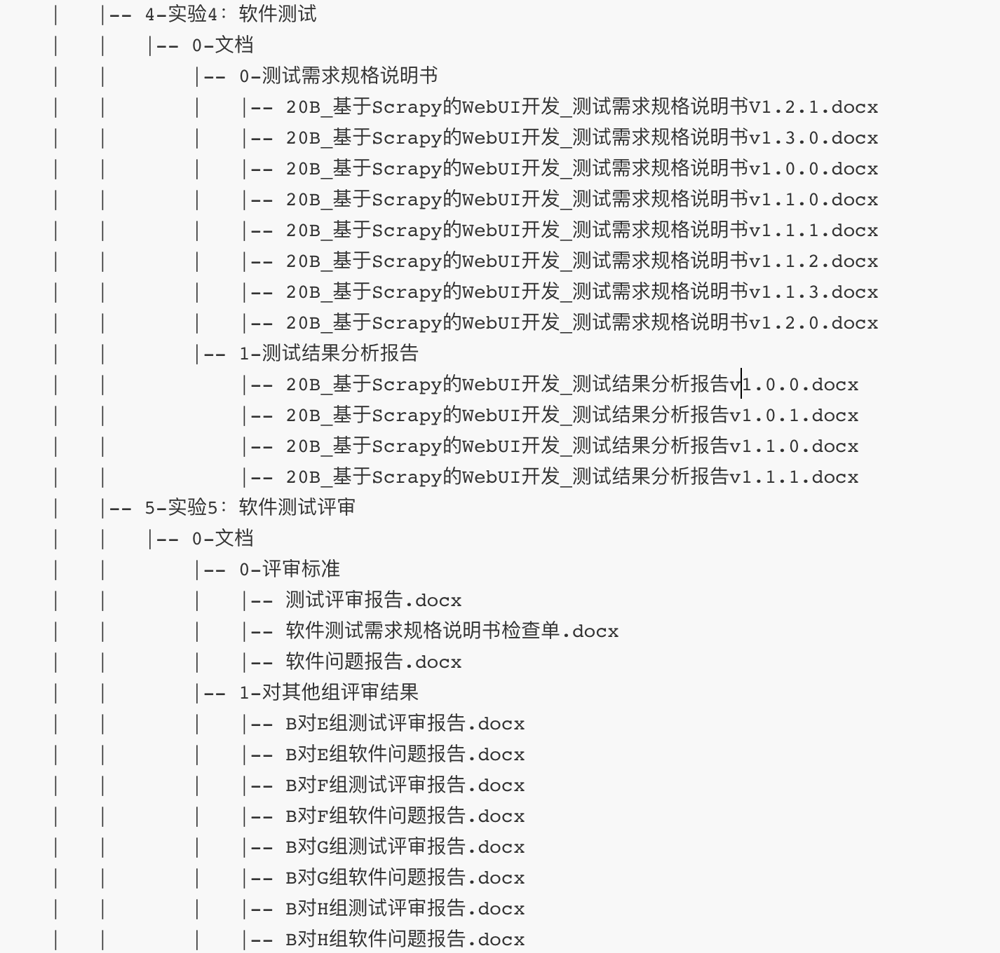 |   |-- 4-实验4：软件测试
|   |   |-- 0-文档
|   |       |-- 0-测试需求规格说明书
|   |       |   |-- 20B_基于Scrapy的WebUI开发_测试需求规格说明书V1.2.1.docx
|   |       |   |-- 20B_基于Scrapy的WebUI开发_测试需求规格说明书v1.3.0.docx
|   |       |   |-- 20B_基于Scrapy的WebUI开发_测试需求规格说明书v1.0.0.docx
|   |       |   |-- 20B_基于Scrapy的WebUI开发_测试需求规格说明书v1.1.0.docx
|   |       |   |-- 20B_基于Scrapy的WebUI开发_测试需求规格说明书v1.1.1.docx
|   |       |   |-- 20B_基于Scrapy的WebUI开发_测试需求规格说明书v1.1.2.docx
|   |       |   |-- 20B_基于Scrapy的WebUI开发_测试需求规格说明书v1.1.3.docx
|   |       |   |-- 20B_基于Scrapy的WebUI开发_测试需求规格说明书v1.2.0.docx
|   |       |-- 1-测试结果分析报告
|   |           |-- 20B_基于Scrapy的WebUI开发_测试结果分析报告v1.0.0.docx
|   |           |-- 20B_基于Scrapy的WebUI开发_测试结果分析报告v1.0.1.docx
|   |           |-- 20B_基于Scrapy的WebUI开发_测试结果分析报告v1.1.0.docx
|   |           |-- 20B_基于Scrapy的WebUI开发_测试结果分析报告v1.1.1.docx
|   |-- 5-实验5：软件测试评审
|   |   |-- 0-文档
|   |       |-- 0-评审标准
|   |       |   |-- 测试评审报告.docx
|   |       |   |-- 软件测试需求规格说明书检查单.docx
|   |       |   |-- 软件问题报告.docx
|   |       |-- 1-对其他组评审结果
|   |       |   |-- B对E组测试评审报告.docx
|   |       |   |-- B对E组软件问题报告.docx
|   |       |   |-- B对F组测试评审报告.docx
|   |       |   |-- B对F组软件问题报告.docx
|   |       |   |-- B对G组测试评审报告.docx
|   |       |   |-- B对G组软件问题报告.docx
|   |       |   |-- B对H组测试评审报告.docx
|   |       |   |-- B对H组软件问题报告.docx